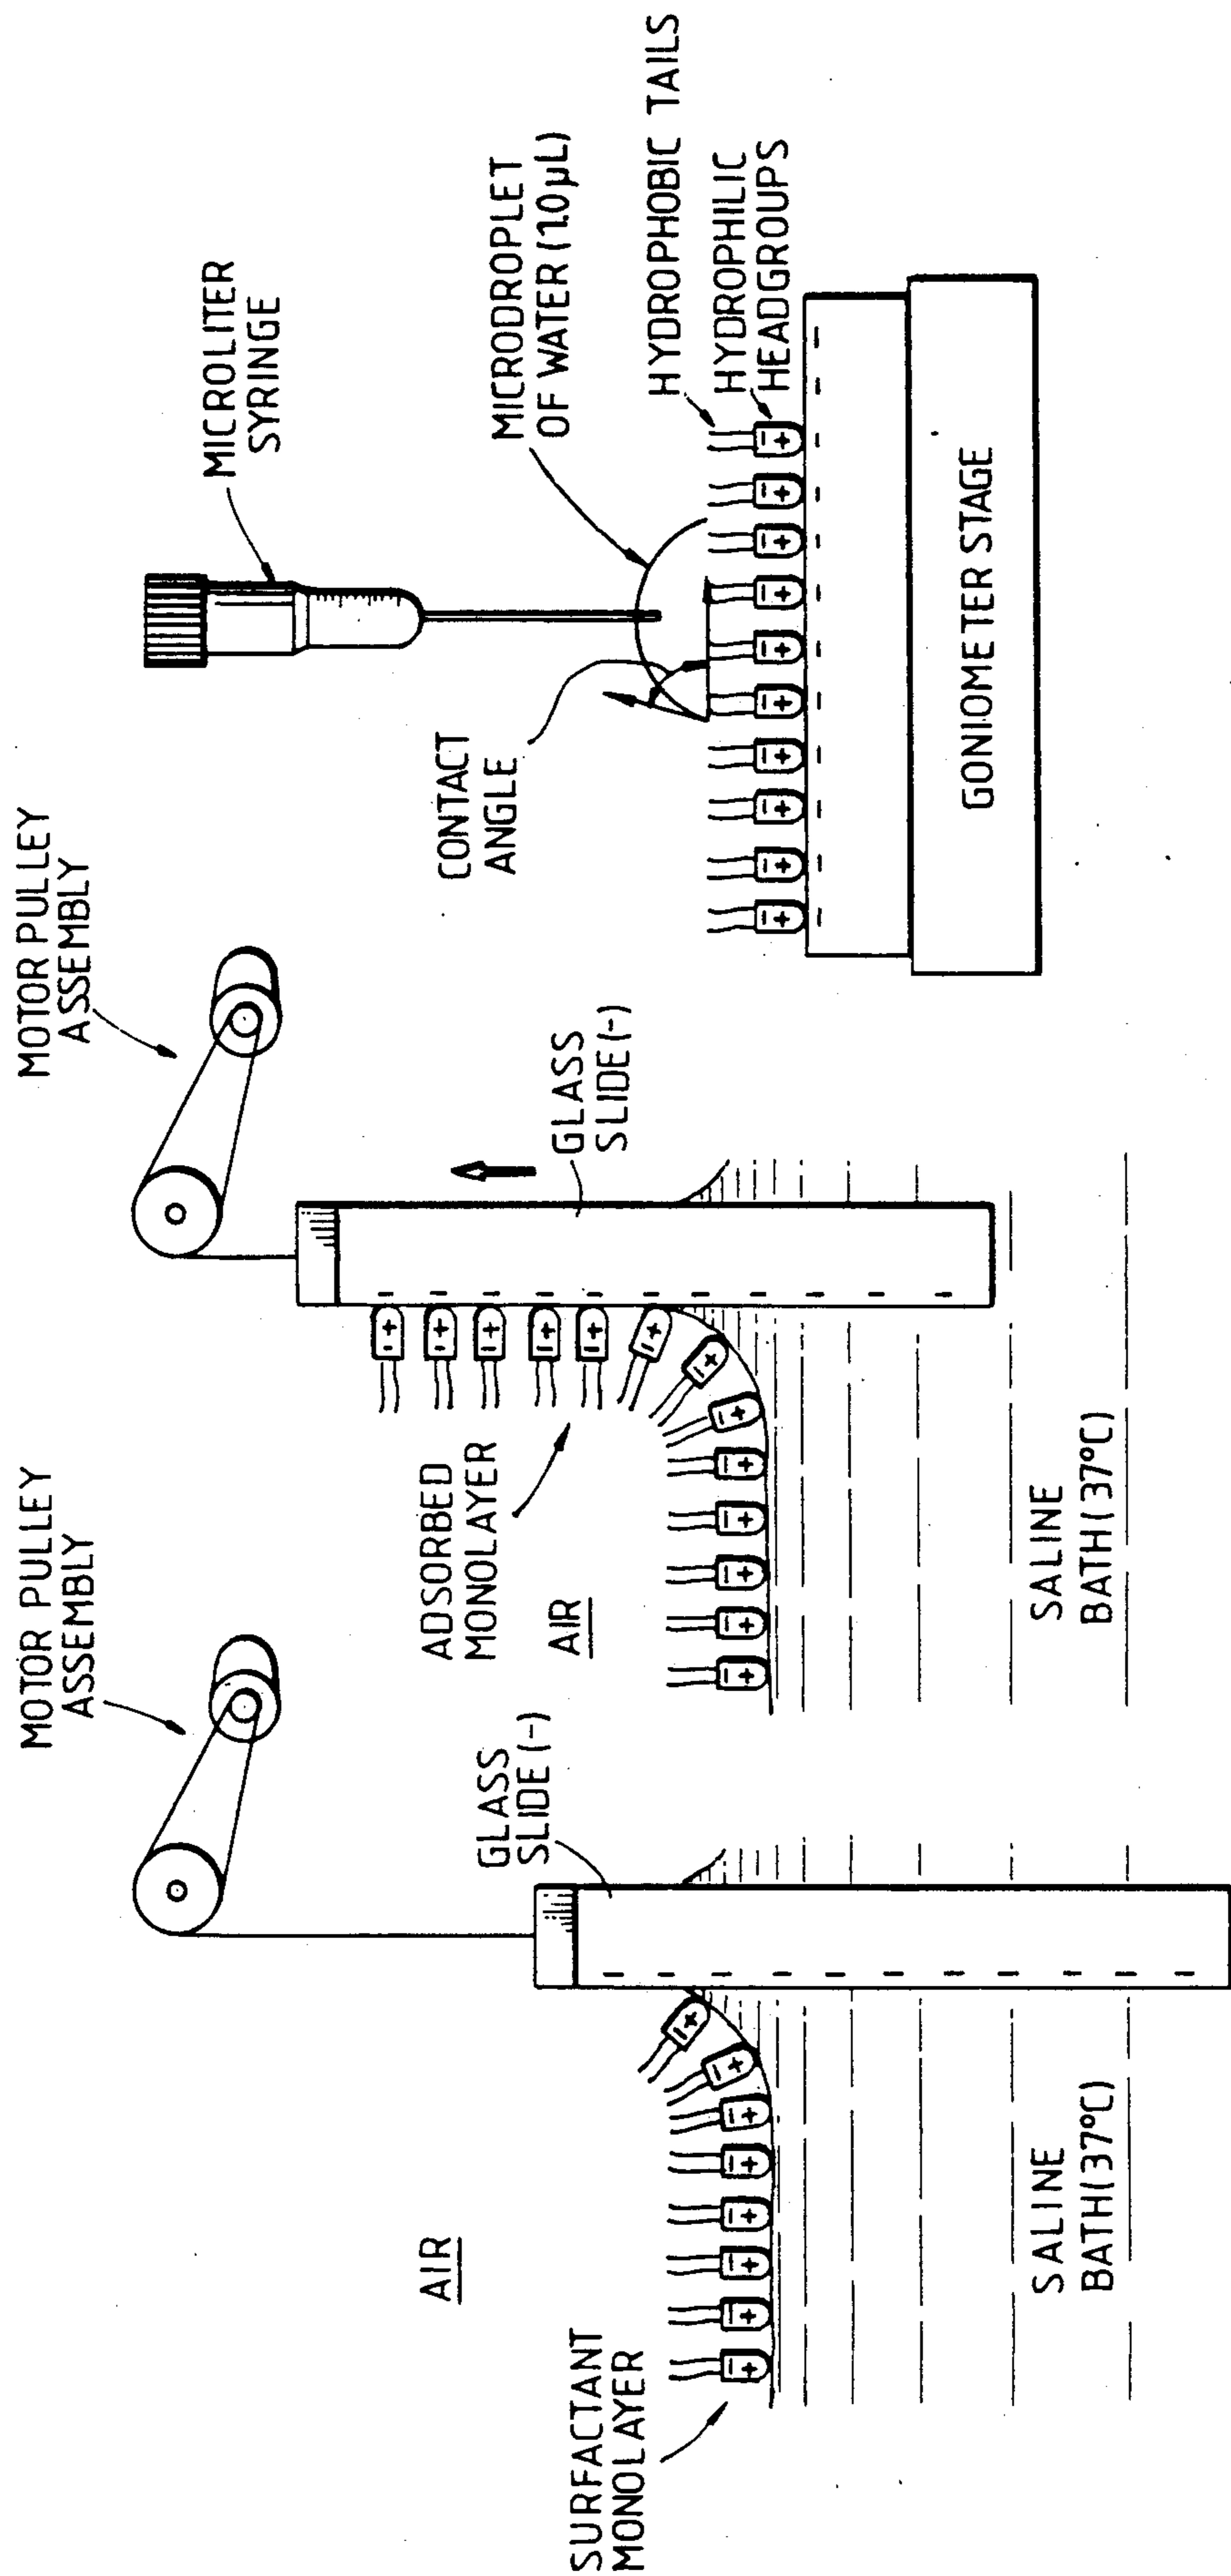 MOTOR PULLEY
ASSEMBLY
AIR
SURFACTANT
MONOLAYER
GLASS
SLIDE (-)
SALINE
BATH (37°C)
MOTOR PULLEY
ASSEMBLY
ADSORBED
MONOLAYER
AIR
GLASS
SLIDE (-)
SALINE
BATH (37°C)
MICROLITER
SYRINGE
CONTACT
ANGLE
MICRODROPLET
OF WATER (1.0µL)
HYDROPHOBIC TAILS
HYDROPHILIC
HEADGROUPS
GONIOMETER STAGE